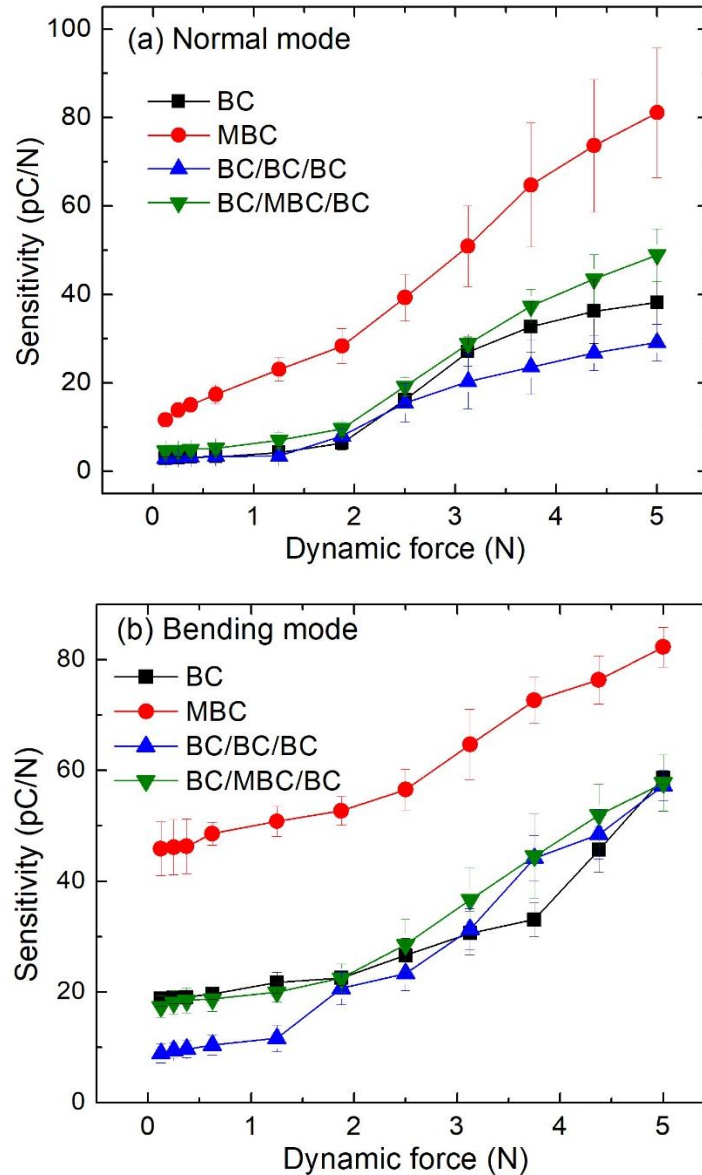 (a) Normal mode
BC
MBC
BC/BC/BC
BC/MBC/BC
Sensitivity (pC/N)
100
80
60
40
20
0
0 1 2 3 4 5
Dynamic force (N)
(b) Bending mode
BC
MBC
BC/BC/BC
BC/MBC/BC
Sensitivity (pC/N)
80
60
40
20
0
0 1 2 3 4 5
Dynamic force (N)